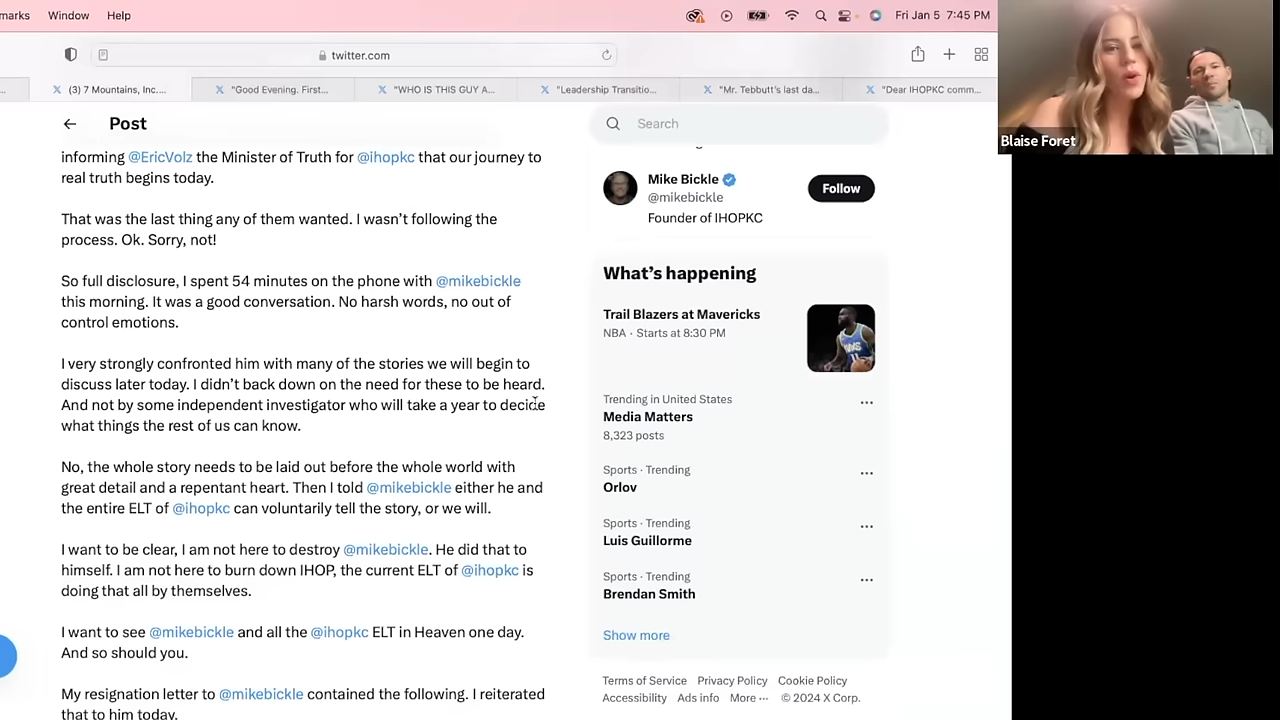 marks Window Help Fri Jan 5 7:45 PM
twitter.com
... (3) 7 Mountains, Inc.... "Good Evening. First... "WHO IS THIS GUY A... "Leadership Transitio... "Mr. Tebbutt's last da... "Dear IHOPKC comm...
Blaise Foret
Post
informing @EricVolz the Minister of Truth for @ihopkc that our journey to
real truth begins today.
That was the last thing any of them wanted. I wasn't following the
process. Ok. Sorry, not!
So full disclosure, I spent 54 minutes on the phone with @mikebickle
this morning. It was a good conversation. No harsh words, no out of
control emotions.
I very strongly confronted him with many of the stories we will begin to
discuss later today. I didn't back down on the need for these to be heard.
And not by some independent investigator who will take a year to decide
what things the rest of us can know.
No, the whole story needs to be laid out before the whole world with
great detail and a repentant heart. Then I told @mikebickle either he and
the entire ELT of @ihopkc can voluntarily tell the story, or we will.
I want to be clear, I am not here to destroy @mikebickle. He did that to
himself. I am not here to burn down IHOP, the current ELT of @ihopkc is
doing that all by themselves.
I want to see @mikebickle and all the @ihopkc ELT in Heaven one day.
And so should you.
My resignation letter to @mikebickle contained the following. I reiterated
that to him today.
Search
Mike Bickle
@mikebickle
Follow
Founder of IHOPKC
What's happening
Trail Blazers at Mavericks
NBA · Starts at 8:30 PM
Trending in United States
Media Matters
8,323 posts
Sports · Trending
Orlov
Sports · Trending
Luis Guillorme
Sports · Trending
Brendan Smith
Show more
Terms of Service Privacy Policy Cookie Policy
Accessibility Ads info More ··· © 2024 X Corp.